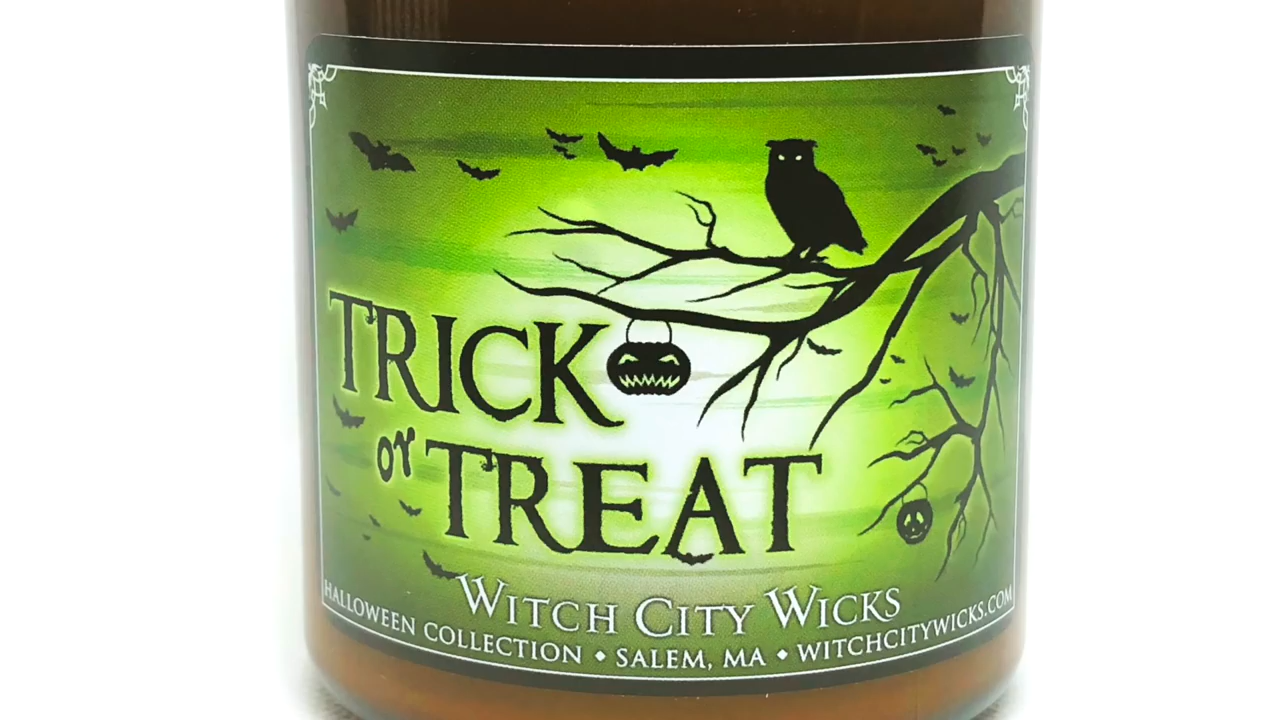 TRICK
or TREAT
WITCH CITY WICKS
HALLOWEEN COLLECTION • SALEM, MA • WITCHCITYWICKS.COM